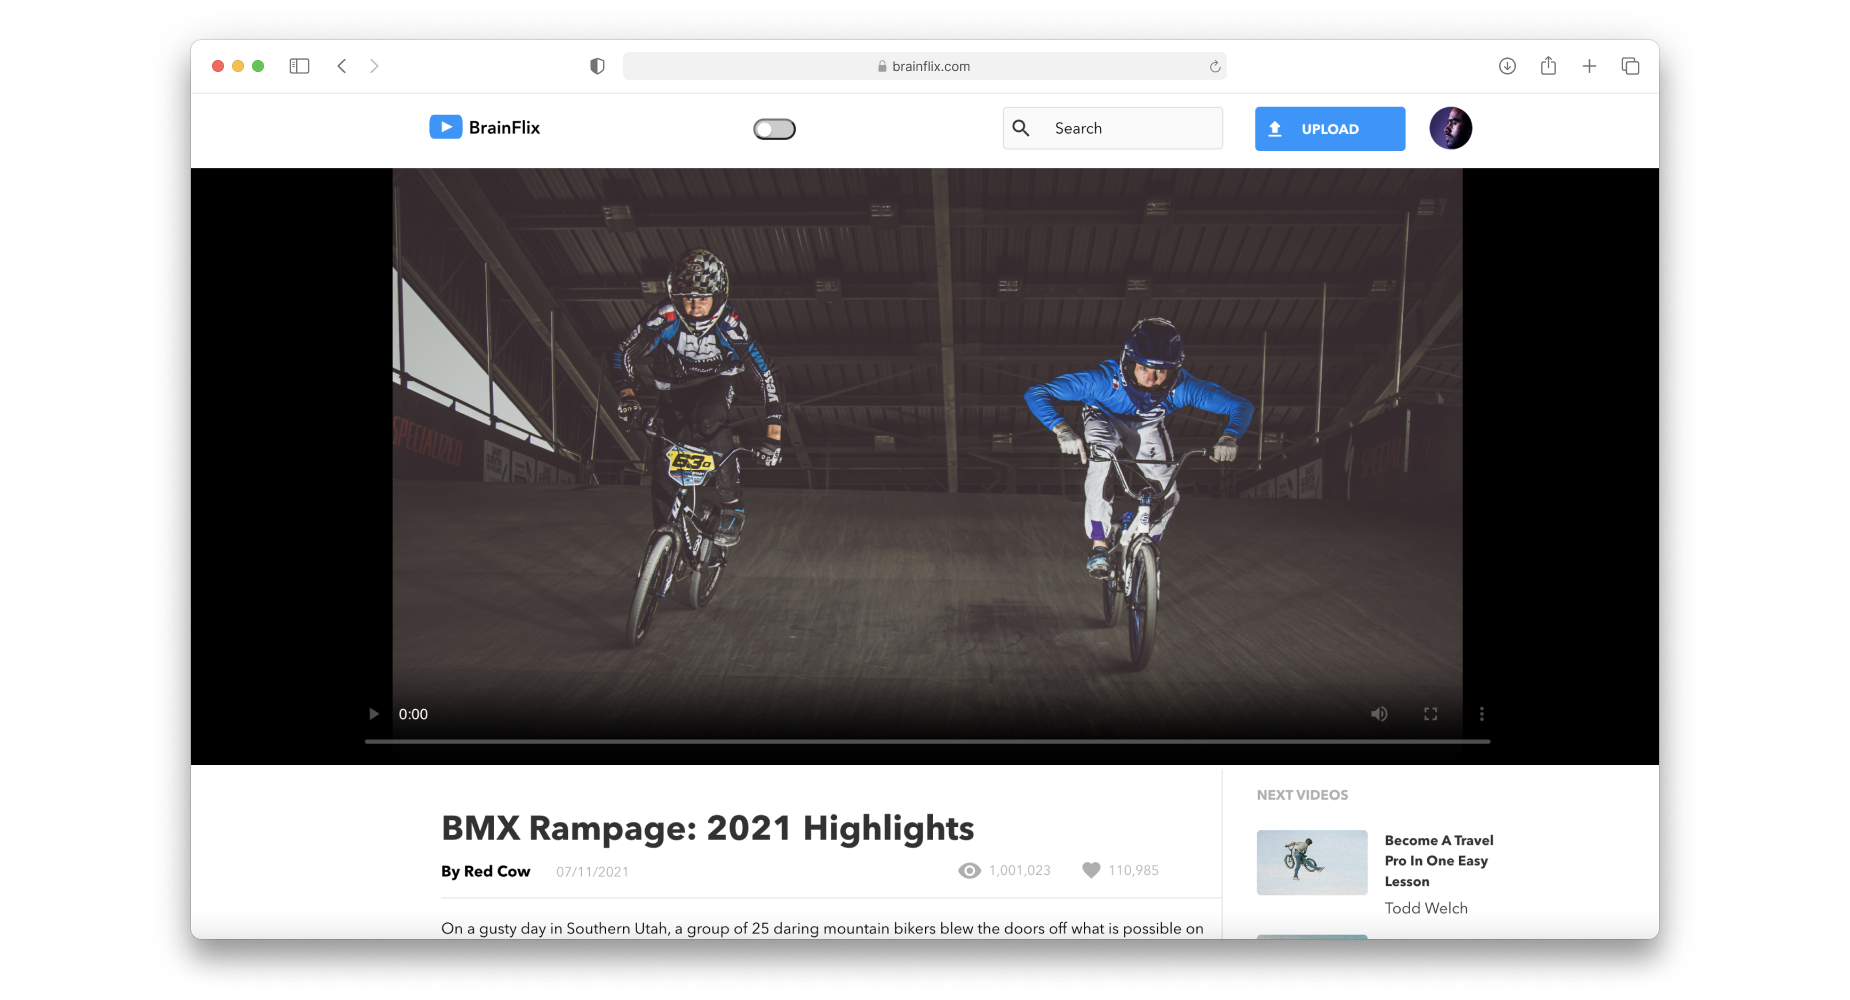 brainflix.com
BrainFlix
Search
UPLOAD
SPECIALIZED
630
0:00
BMX Rampage: 2021 Highlights
By Red Cow
07/11/2021
1,001,023
110,985
On a gusty day in Southern Utah, a group of 25 daring mountain bikers blew the doors off what is possible on
NEXT VIDEOS
Become A Travel
Pro In One Easy
Lesson
Todd Welch